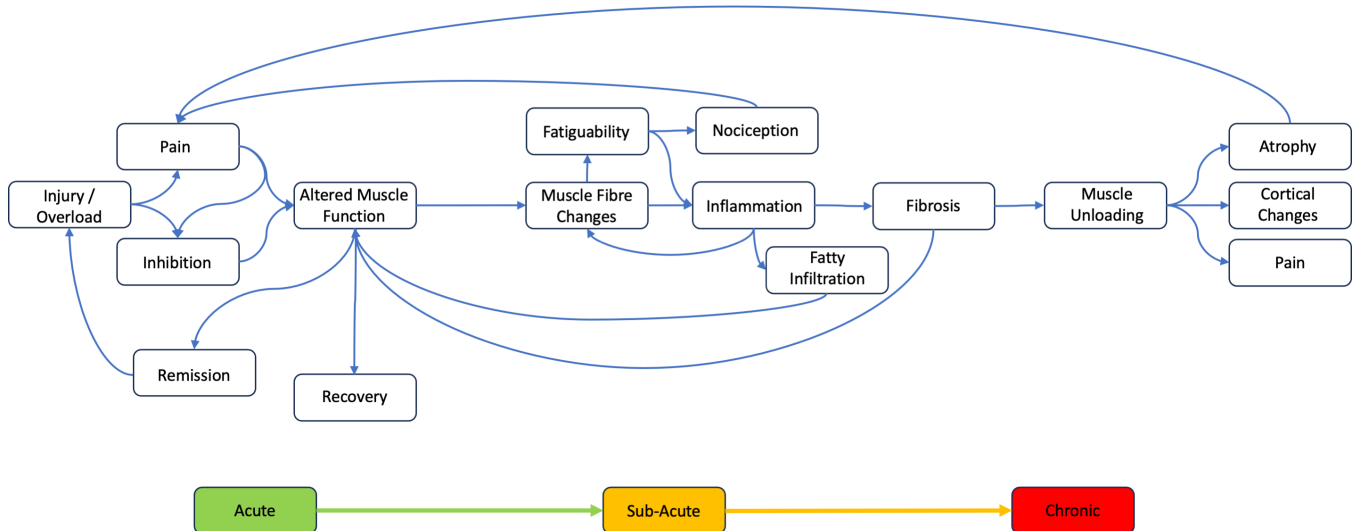 Pain
Injury /
Overload
Inhibition
Altered Muscle
Function
Remission
Recovery
Fatiguability
Nociception
Muscle Fibre
Changes
Inflammation
Fatty
Infiltration
Fibrosis
Muscle
Unloading
Atrophy
Cortical
Changes
Pain
Acute
Sub-Acute
Chronic